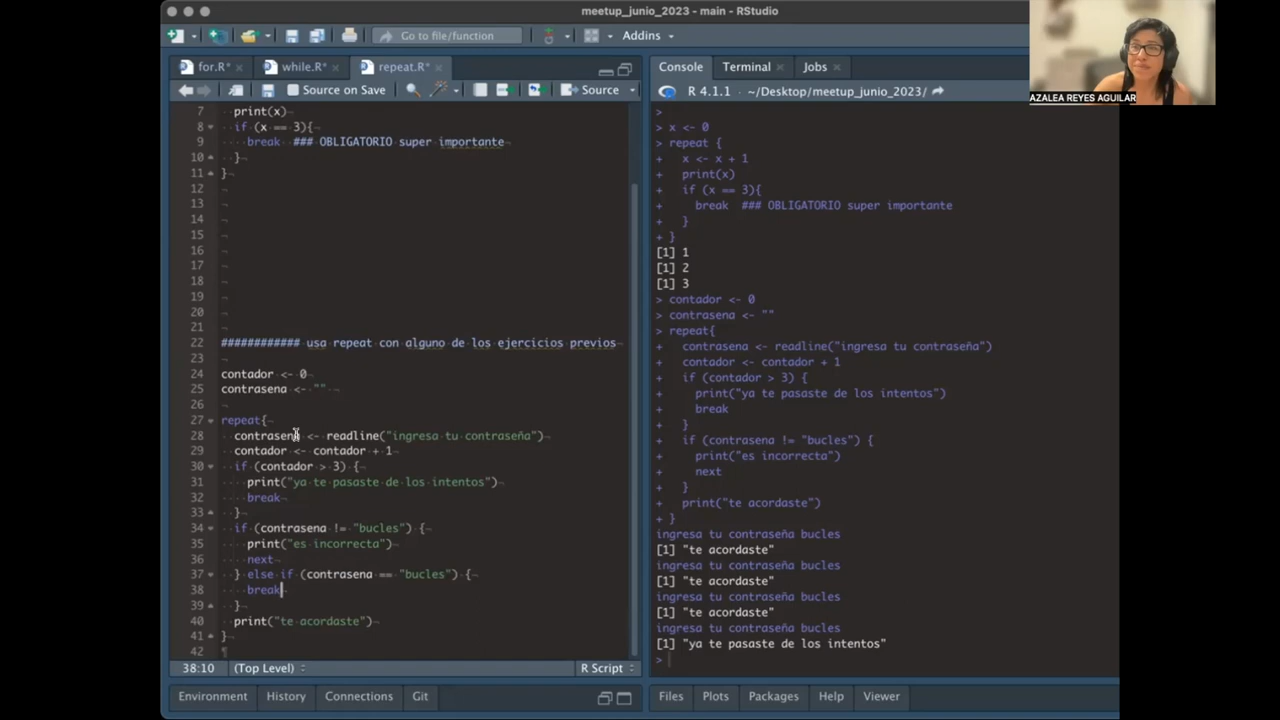 meetup_junio_2023 - main - RStudio
Go to file/function
Addins
for.R*
while.R*
repeat.R*
Source on Save
Source
7 print(x)
8 if (x == 3){
9 break ### OBLIGATORIO super importante
10 }
11 }
12
13
14
15
16
17
18
19
20
21
22 ############ usa repeat con alguno de los ejercicios previos
23
24 contador <- 0
25 contrasena <- ""
26
27 repeat{
28 contrasena <- readline("ingresa tu contraseña")
29 contador <- contador + 1
30 if (contador > 3) {
31 print("ya te pasaste de los intentos")
32 break
33 }
34 if (contrasena != "bucles") {
35 print("es incorrecta")
36 next
37 } else if (contrasena == "bucles") {
38 break
39 }
40 print("te acordaste")
41 }
42
38:10 (Top Level) R Script
Environment History Connections Git
Console Terminal Jobs
R 4.1.1 · ~/Desktop/meetup_junio_2023/
>
> x <- 0
> repeat {
+ x <- x + 1
+ print(x)
+ if (x == 3){
+ break ### OBLIGATORIO super importante
+ }
+ }
[1] 1
[1] 2
[1] 3
> contador <- 0
> contrasena <- ""
> repeat{
+ contrasena <- readline("ingresa tu contraseña")
+ contador <- contador + 1
+ if (contador > 3) {
+ print("ya te pasaste de los intentos")
+ break
+ }
+ if (contrasena != "bucles") {
+ print("es incorrecta")
+ next
+ }
+ print("te acordaste")
+ }
ingresa tu contraseña bucles
[1] "te acordaste"
ingresa tu contraseña bucles
[1] "te acordaste"
ingresa tu contraseña bucles
[1] "te acordaste"
ingresa tu contraseña bucles
[1] "ya te pasaste de los intentos"
>
Files Plots Packages Help Viewer
AZALEA REYES AGUILAR